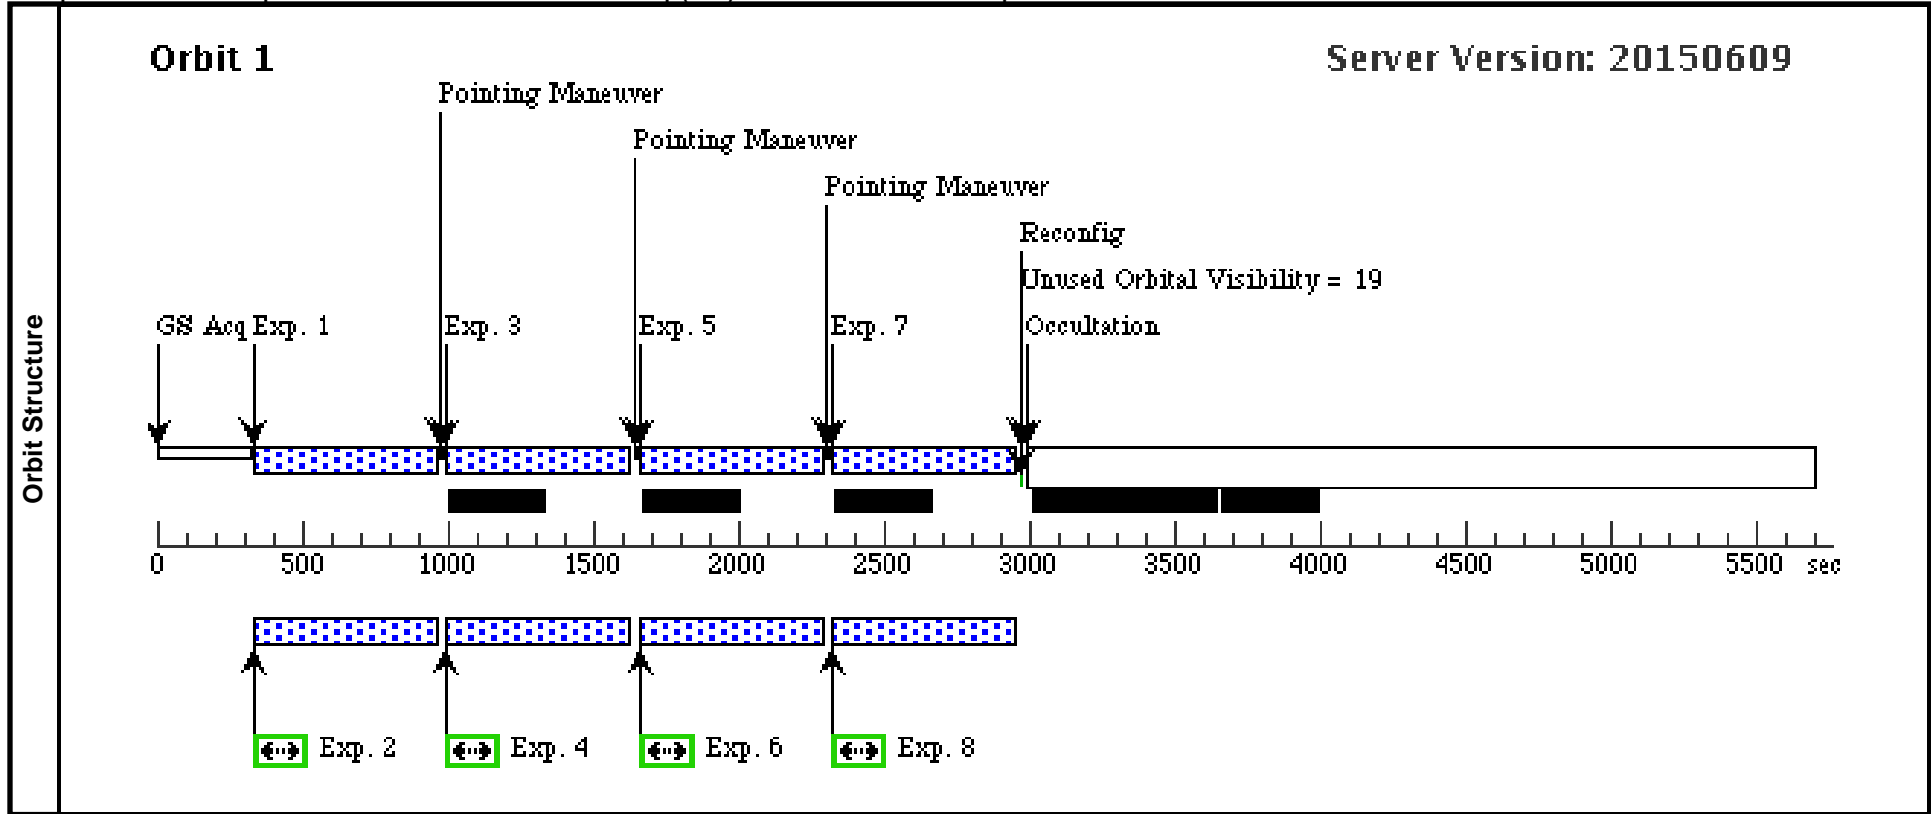 Orbit Structure
Orbit 1
Server Version: 20150609
Pointing Maneuver
Pointing Maneuver
Pointing Maneuver
Reconfig
Unused Orbital Visibility = 19
GS Acq Exp. 1 Exp. 3 Exp. 5 Exp. 7 Occultation
0 500 1000 1500 2000 2500 3000 3500 4000 4500 5000 5500 sec
Exp. 2 Exp. 4 Exp. 6 Exp. 8